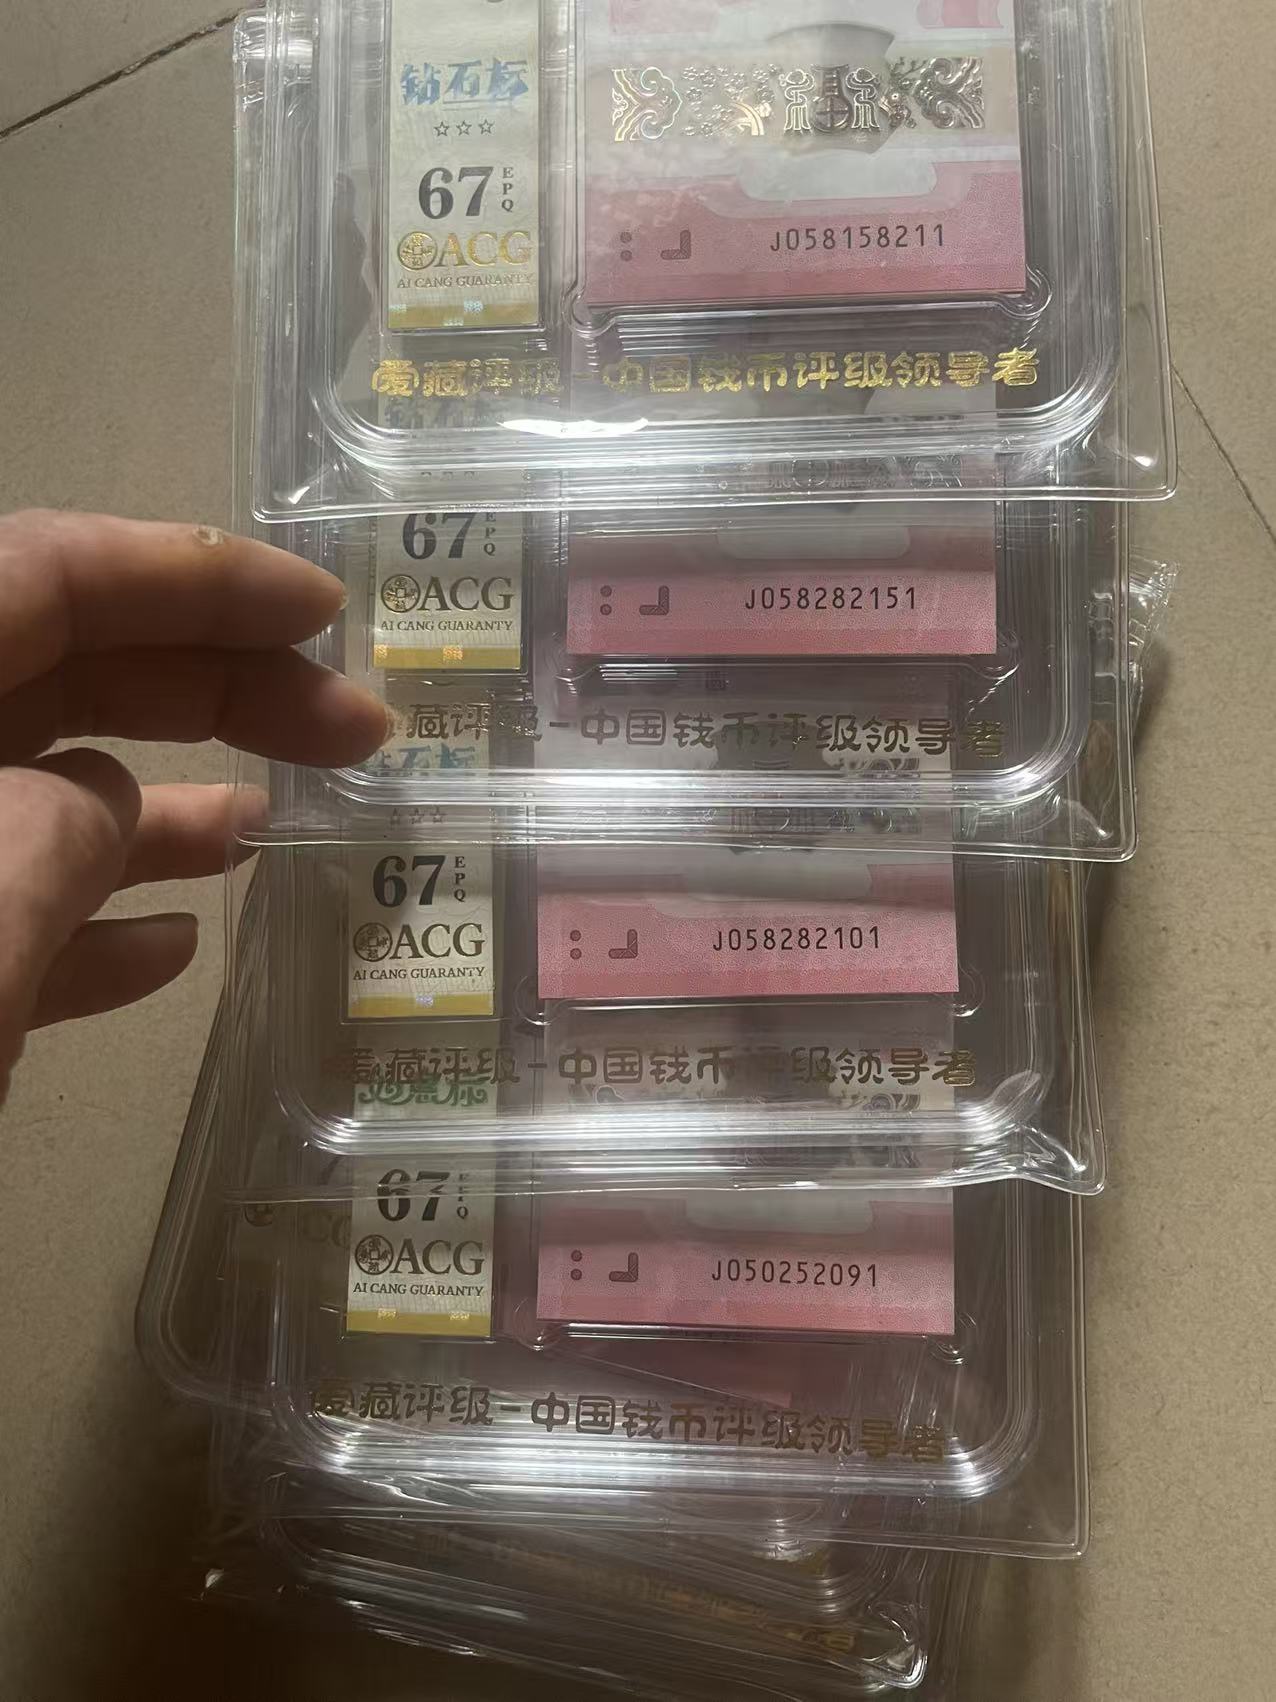 钻石标
☆☆☆
67 EPQ
ACG
AI CANG GUARANTY
J058158211
爱藏评级-中国钱币评级领导者
67 EPQ
ACG
AI CANG GUARANTY
J058282151
藏评级-中国钱币评级领导者
钻石标
☆☆☆
67 EPQ
ACG
AI CANG GUARANTY
J058282101
爱藏评级-中国钱币评级领导者
67 EPQ
ACG
AI CANG GUARANTY
J050252091
爱藏评级-中国钱币评级领导者